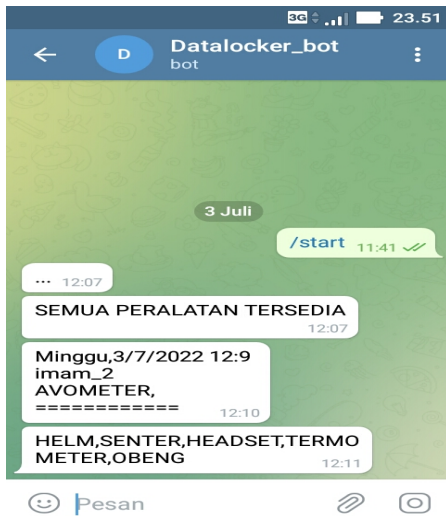 3G 23.51
D Datalocker_bot
bot
3 Juli
/start 11:41
... 12:07
SEMUA PERALATAN TERSEDIA
12:07
Minggu,3/7/2022 12:9
imam_2
AVOMETER,
============ 12:10
HELM,SENTER,HEADSET,TERMO
METER,OBENG 12:11
Pesan